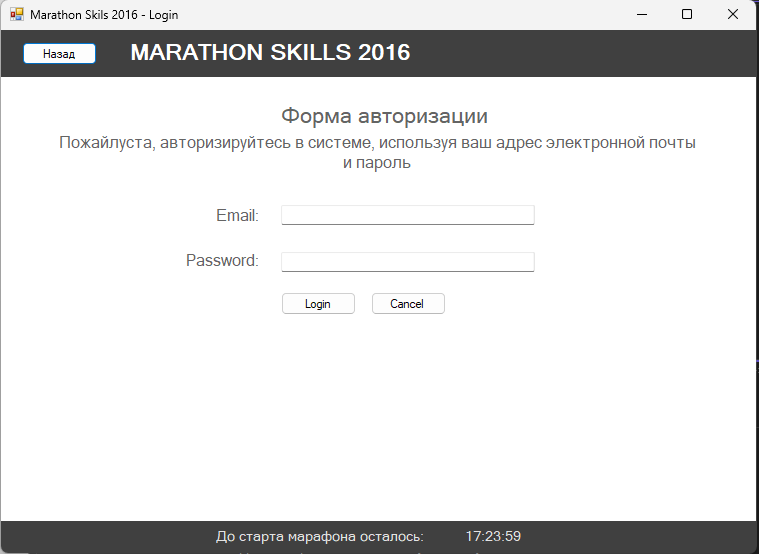 Marathon Skils 2016 - Login
Назад
MARATHON SKILLS 2016
Форма авторизации
Пожайлуста, авторизируйтесь в системе, используя ваш адрес электронной почты
и пароль
Email:
Password:
Login Cancel
До старта марафона осталось: 17:23:59